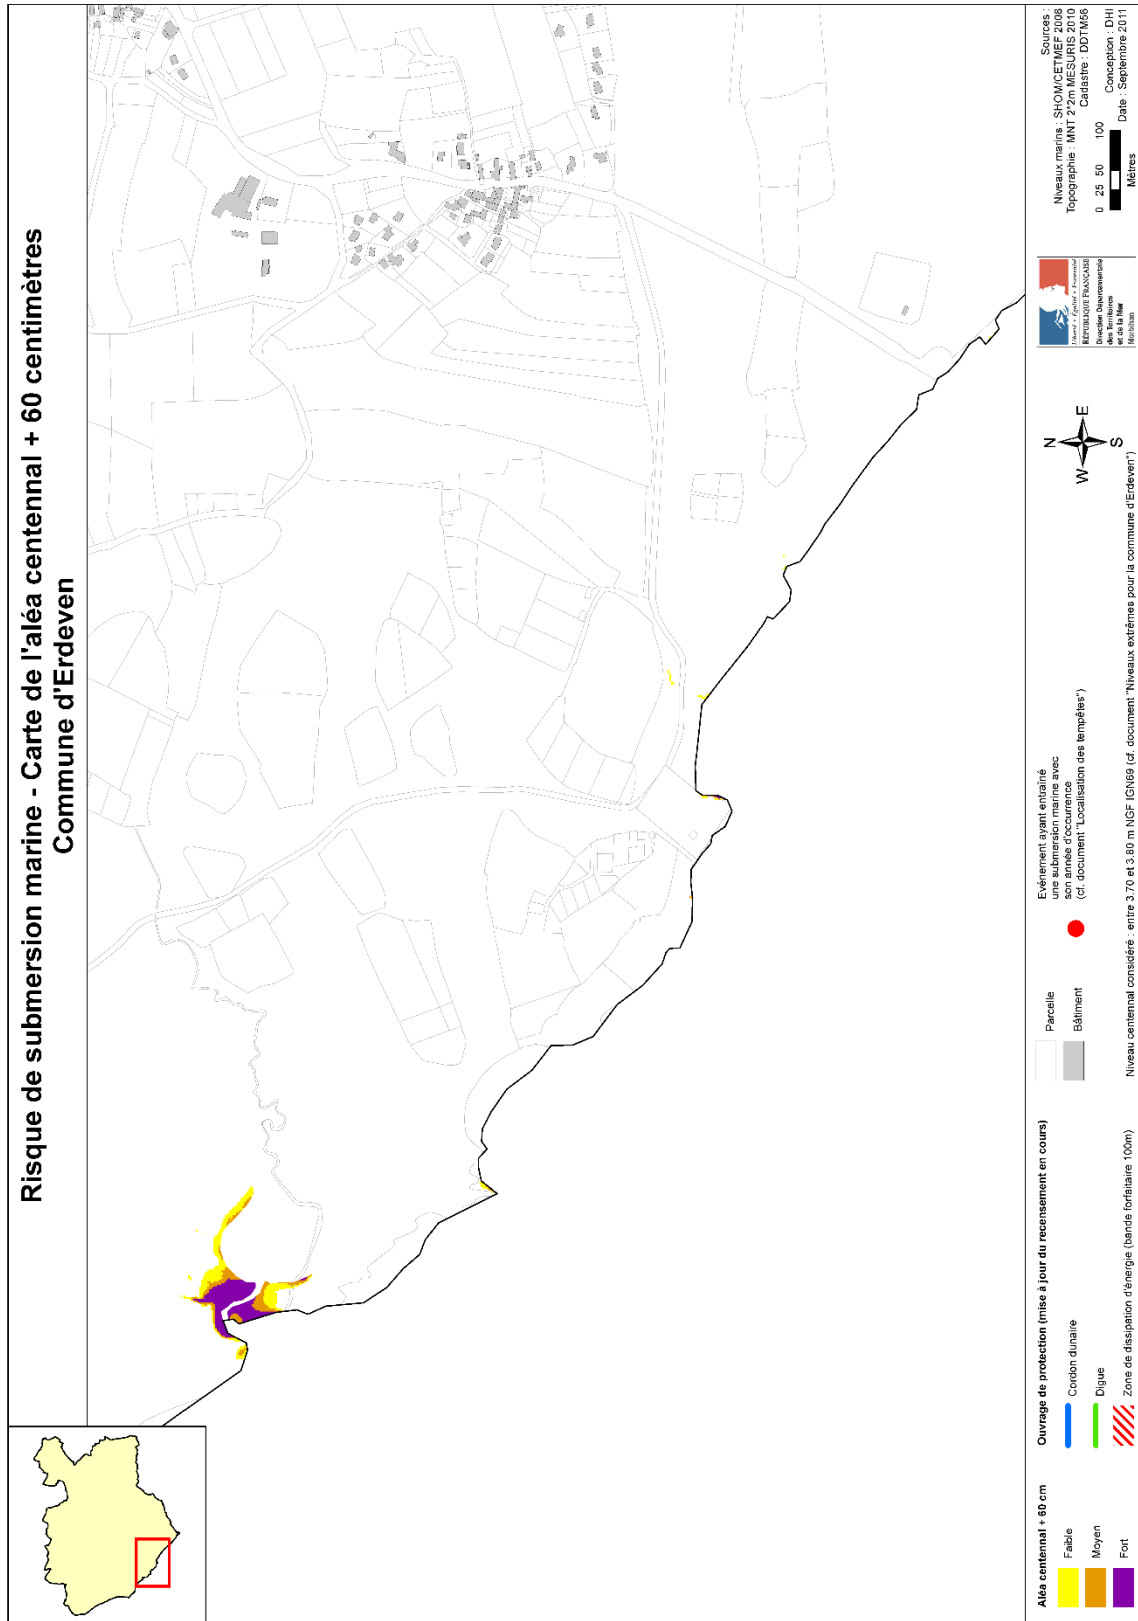 Risque de submersion marine - Carte de l'aléa centennal + 60 centimètres
Commune d'Erdeven
Aléa centennal + 60 cm
Faible
Moyen
Fort
Ouvrage de protection (mise à jour du recensement en cours)
Cordon dunaire
Digue
Zone de dissipation d'énergie (bande forfaitaire 100m)
Parcelle
Bâtiment
Evénement ayant entraîné
une submersion marine avec
son année d'occurrence
(cf. document "Localisation des tempêtes")
Niveau centennal considéré : entre 3.70 et 3.80 m NGF IGN69 (cf. document "Niveaux extrêmes pour la commune d'Erdeven")
N
W
E
S
Liberté • Égalité • Fraternité
RÉPUBLIQUE FRANÇAISE
Direction Départementale
des Territoires
et de la Mer
Morbihan
Sources :
Niveaux marins : SHOM/CETMEF 2008
Topographie : MNT 2*2m MESURIS 2010
Cadastre : DDTM56
Conception : DHI
Date : Septembre 2011
0 25 50 100
Mètres